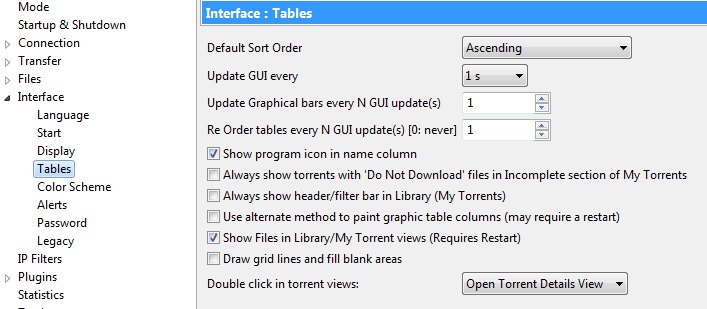 Mode
Startup & Shutdown
Connection
Transfer
Files
Interface
Language
Start
Display
Tables
Color Scheme
Alerts
Password
Legacy
IP Filters
Plugins
Statistics
Interface : Tables
Default Sort Order Ascending
Update GUI every 1 s
Update Graphical bars every N GUI update(s) 1
Re Order tables every N GUI update(s) [0: never] 1
Show program icon in name column
Always show torrents with 'Do Not Download' files in Incomplete section of My Torrents
Always show header/filter bar in Library (My Torrents)
Use alternate method to paint graphic table columns (may require a restart)
Show Files in Library/My Torrent views (Requires Restart)
Draw grid lines and fill blank areas
Double click in torrent views: Open Torrent Details View